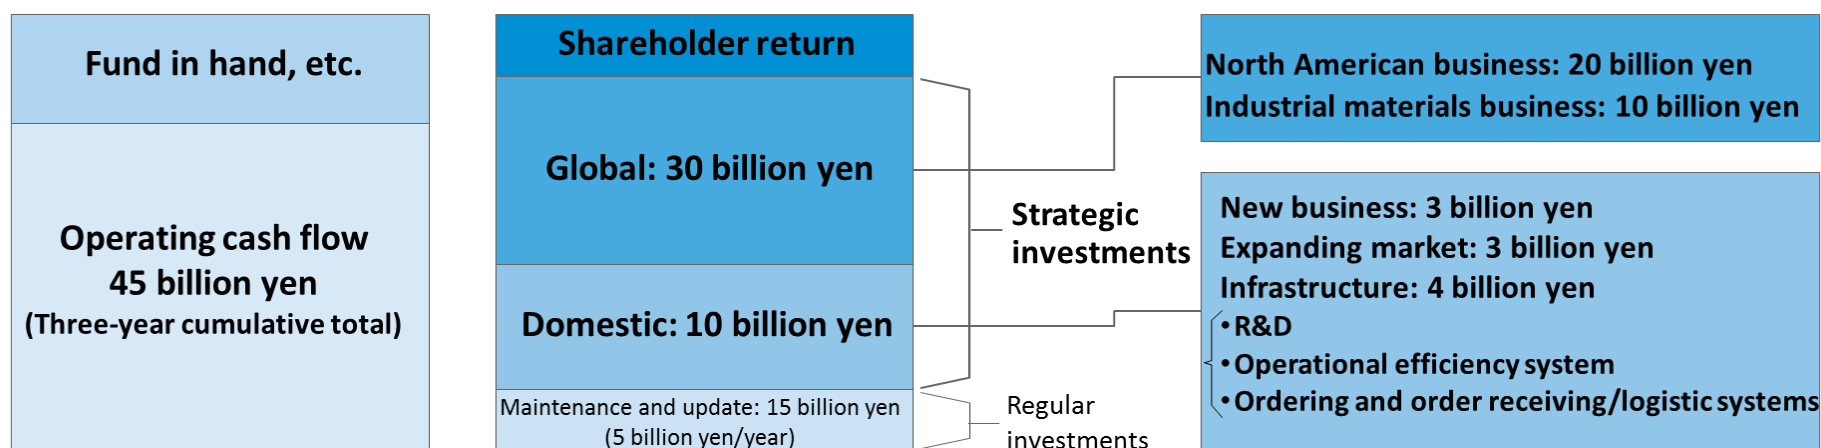 Fund in hand, etc.
Operating cash flow
45 billion yen
(Three-year cumulative total)
Shareholder return
Global: 30 billion yen
Domestic: 10 billion yen
Maintenance and update: 15 billion yen
(5 billion yen/year)
Strategic
investments
Regular
investments
North American business: 20 billion yen
Industrial materials business: 10 billion yen
New business: 3 billion yen
Expanding market: 3 billion yen
Infrastructure: 4 billion yen
•R&D
•Operational efficiency system
•Ordering and order receiving/logistic systems